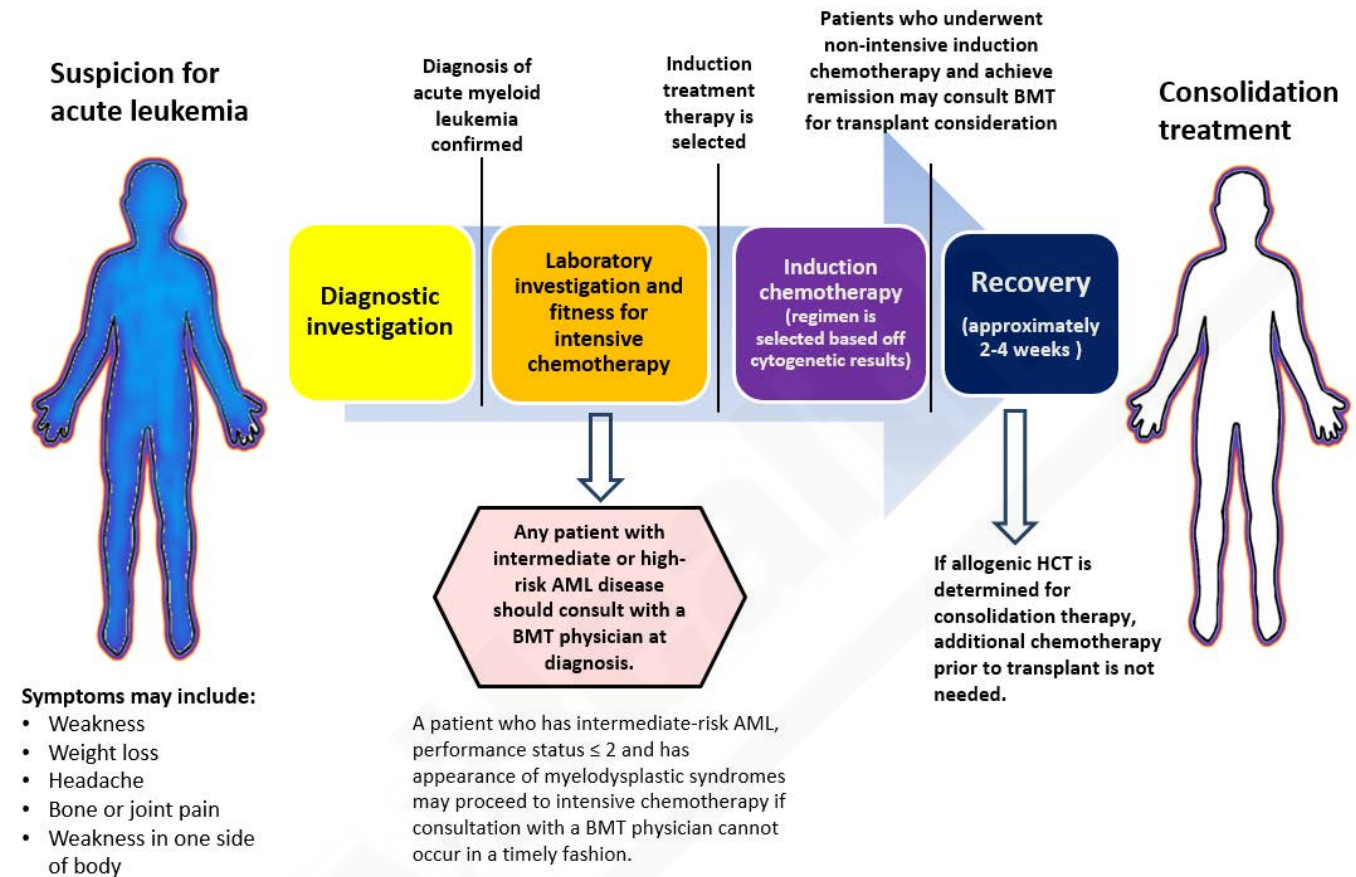 Suspicion for
acute leukemia
Diagnosis of
acute myeloid
leukemia
confirmed
Induction
treatment
therapy is
selected
Patients who underwent
non-intensive induction
chemotherapy and achieve
remission may consult BMT
for transplant consideration
Consolidation
treatment
Diagnostic
investigation
Laboratory
investigation and
fitness for
intensive
chemotherapy
Induction
chemotherapy
(regimen is
selected based off
cytogenetic results)
Recovery
(approximately
2-4 weeks )
Any patient with
intermediate or high-
risk AML disease
should consult with a
BMT physician at
diagnosis.
If allogenic HCT is
determined for
consolidation therapy,
additional chemotherapy
prior to transplant is not
needed.
Symptoms may include:
• Weakness
• Weight loss
• Headache
• Bone or joint pain
• Weakness in one side
of body
A patient who has intermediate-risk AML,
performance status ≤ 2 and has
appearance of myelodysplastic syndromes
may proceed to intensive chemotherapy if
consultation with a BMT physician cannot
occur in a timely fashion.